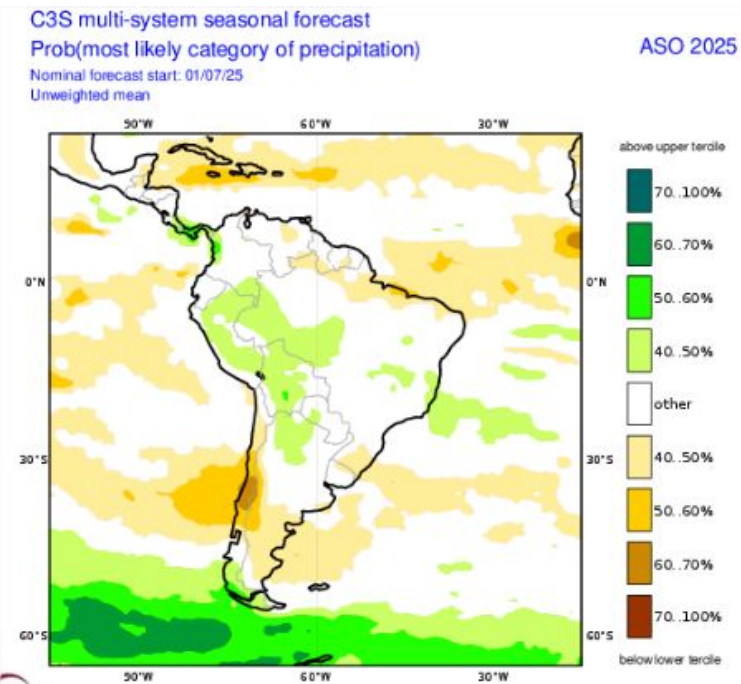 C3S multi-system seasonal forecast
Prob(most likely category of precipitation)
ASO 2025
Nominal forecast start: 01/07/25
Unweighted mean
90°W 60°W 30°W
above upper tercile
70..100%
60..70%
50..60%
0°N 0°N
40..50%
other
30°S 30°S
40..50%
50..60%
60..70%
70..100%
60°S 60°S
below lower tercile
90°W 60°W 30°W